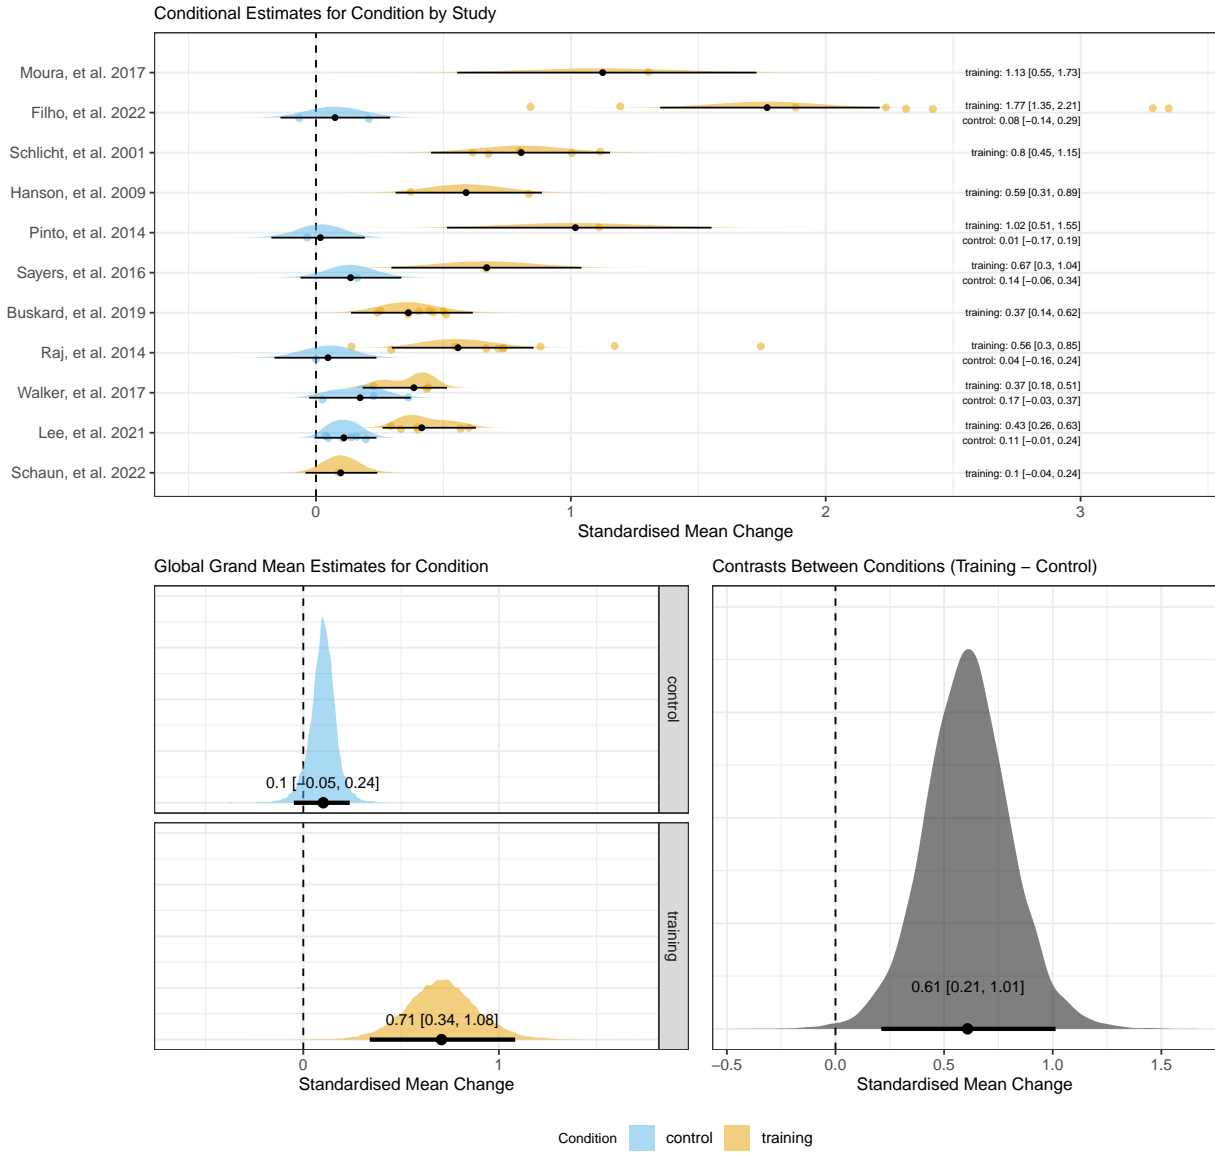 Conditional Estimates for Condition by Study
Moura, et al. 2017
training: 1.13 [0.55, 1.73]
Filho, et al. 2022
training: 1.77 [1.35, 2.21]
control: 0.08 [−0.14, 0.29]
Schlicht, et al. 2001
training: 0.8 [0.45, 1.15]
Hanson, et al. 2009
training: 0.59 [0.31, 0.89]
Pinto, et al. 2014
training: 1.02 [0.51, 1.55]
control: 0.01 [−0.17, 0.19]
Sayers, et al. 2016
training: 0.67 [0.3, 1.04]
control: 0.14 [−0.06, 0.34]
Buskard, et al. 2019
training: 0.37 [0.14, 0.62]
Raj, et al. 2014
training: 0.56 [0.3, 0.85]
control: 0.04 [−0.16, 0.24]
Walker, et al. 2017
training: 0.37 [0.18, 0.51]
control: 0.17 [−0.03, 0.37]
Lee, et al. 2021
training: 0.43 [0.26, 0.63]
control: 0.11 [−0.01, 0.24]
Schaun, et al. 2022
training: 0.1 [−0.04, 0.24]
0 1 2 3
Standardised Mean Change
Global Grand Mean Estimates for Condition
control
0.1 [−0.05, 0.24]
training
0.71 [0.34, 1.08]
0 1
Standardised Mean Change
Contrasts Between Conditions (Training − Control)
0.61 [0.21, 1.01]
−0.5 0.0 0.5 1.0 1.5
Standardised Mean Change
Condition control training